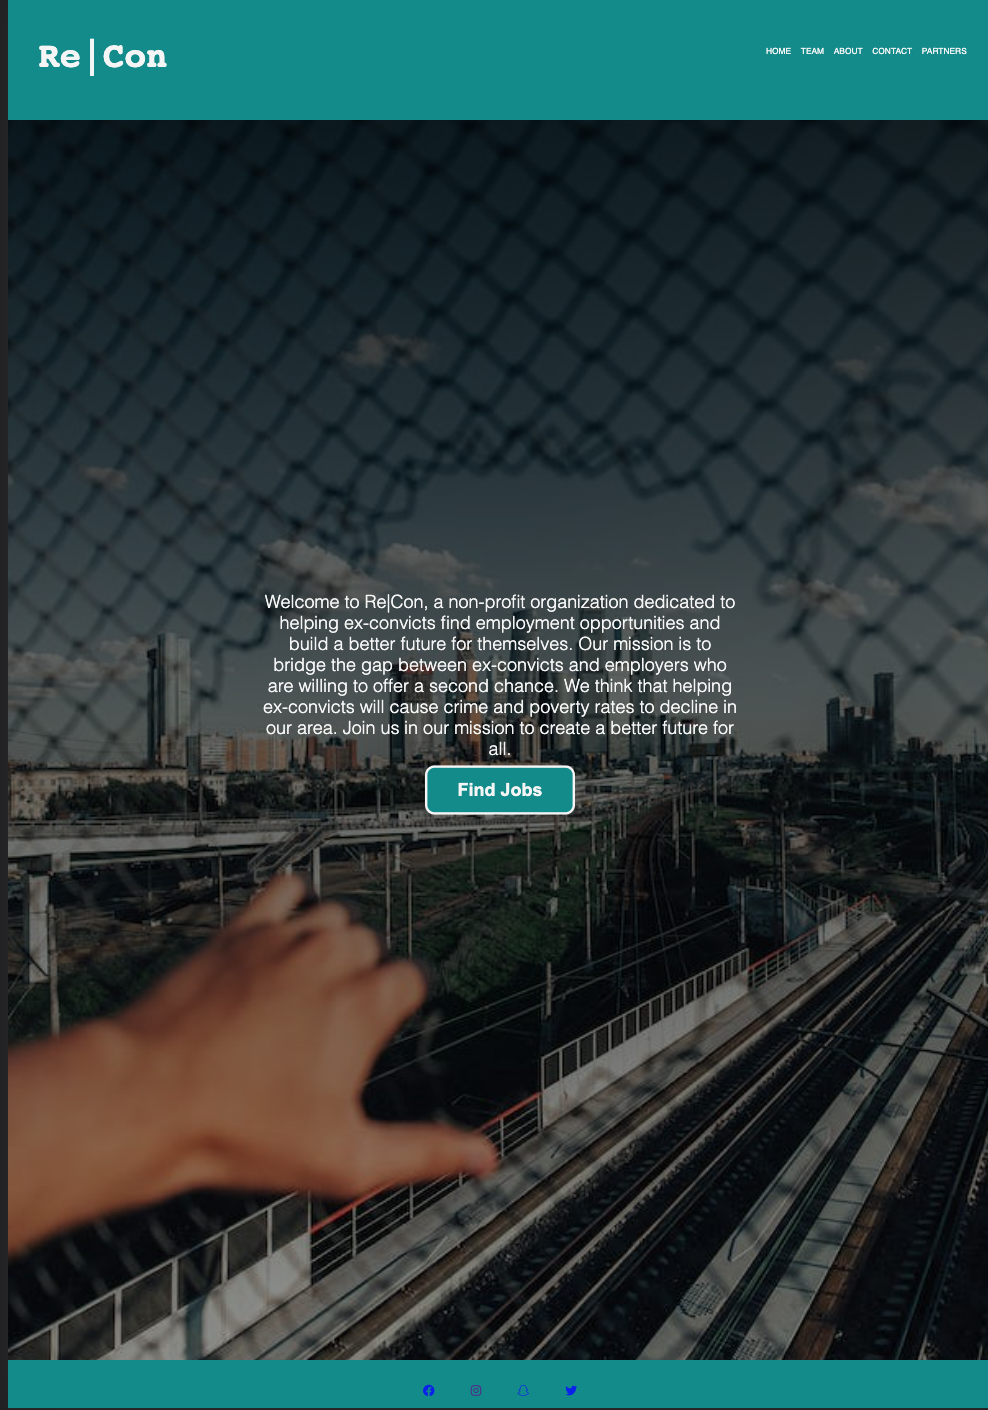 Re|Con
HOME TEAM ABOUT CONTACT PARTNERS
Welcome to Re|Con, a non-profit organization dedicated to
helping ex-convicts find employment opportunities and
build a better future for themselves. Our mission is to
bridge the gap between ex-convicts and employers who
are willing to offer a second chance. We think that helping
ex-convicts will cause crime and poverty rates to decline in
our area. Join us in our mission to create a better future for
all.
Find Jobs